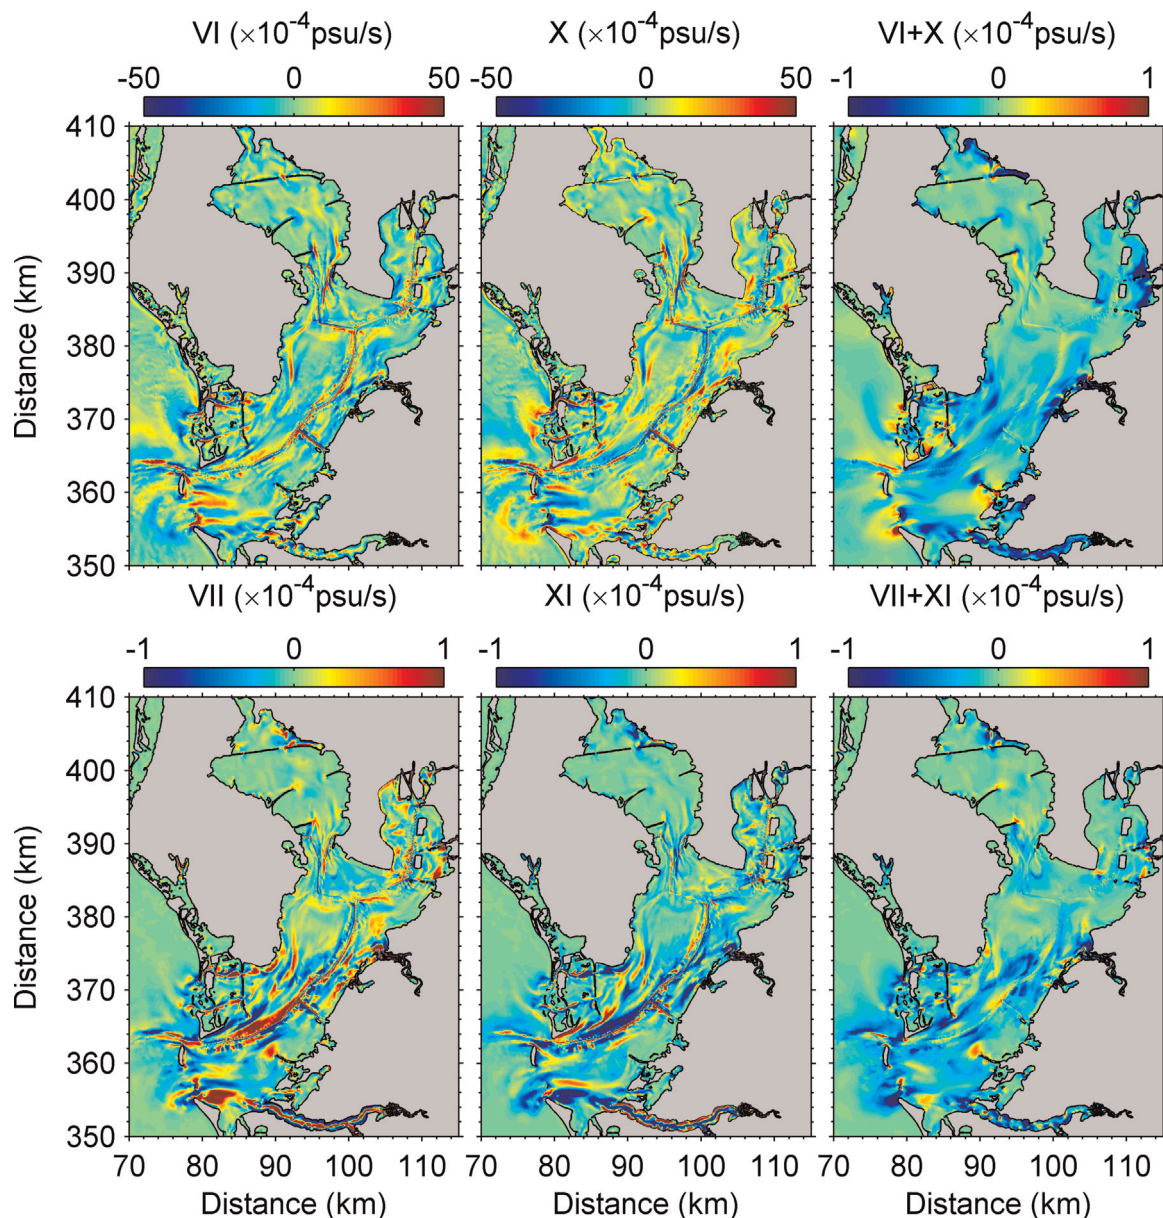 VI (×10⁻⁴psu/s) X (×10⁻⁴psu/s) VI+X (×10⁻⁴psu/s)
-50 0 50 -50 0 50 -1 0 1
410
400
390
380
370
360
350
Distance (km)
VII (×10⁻⁴psu/s) XI (×10⁻⁴psu/s) VII+XI (×10⁻⁴psu/s)
-1 0 1 -1 0 1 -1 0 1
410
400
390
380
370
360
350
Distance (km)
70 80 90 100 110 70 80 90 100 110 70 80 90 100 110
Distance (km) Distance (km) Distance (km)